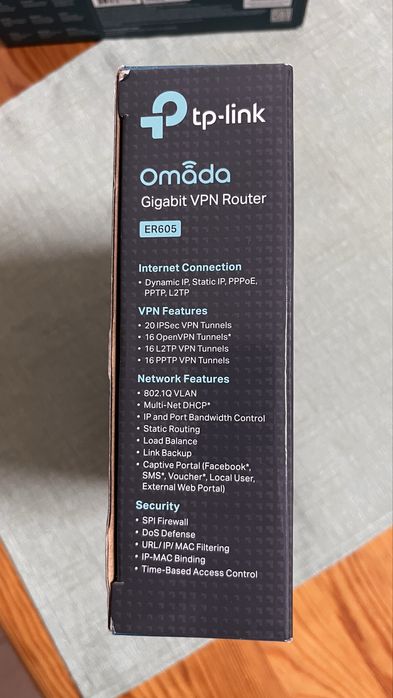 tp-link
omada
Gigabit VPN Router
ER605
Internet Connection
• Dynamic IP, Static IP, PPPoE,
PPTP, L2TP
VPN Features
• 20 IPSec VPN Tunnels
• 16 OpenVPN Tunnels*
• 16 L2TP VPN Tunnels
• 16 PPTP VPN Tunnels
Network Features
• 802.1Q VLAN
• Multi-Net DHCP*
• IP and Port Bandwidth Control
• Static Routing
• Load Balance
• Link Backup
• Captive Portal (Facebook*,
SMS*, Voucher*, Local User,
External Web Portal)
Security
• SPI Firewall
• DoS Defense
• URL/ IP/ MAC Filtering
• IP-MAC Binding
• Time-Based Access Control